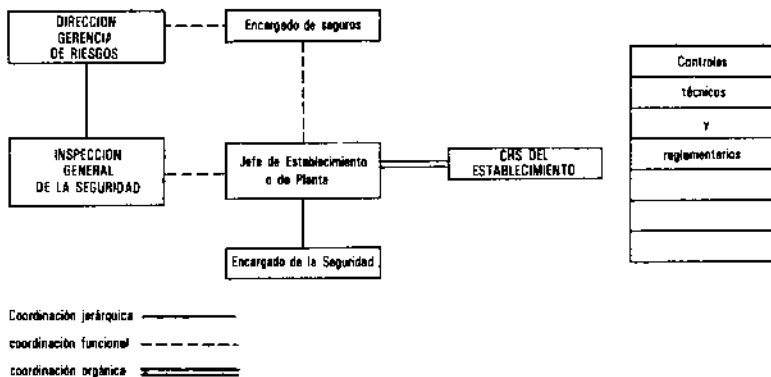 DIRECCION
GERENCIA
DE RIESGOS
Encargado de seguros
INSPECCION
GENERAL
DE LA SEGURIDAD
Jefe de Establecimiento
o de Planta
CHS DEL
ESTABLECIMIENTO
Encargado de la Seguridad
Controles
técnicos
y
reglamentarios
Coordinación jerárquica
coordinación funcional
coordinación orgánica